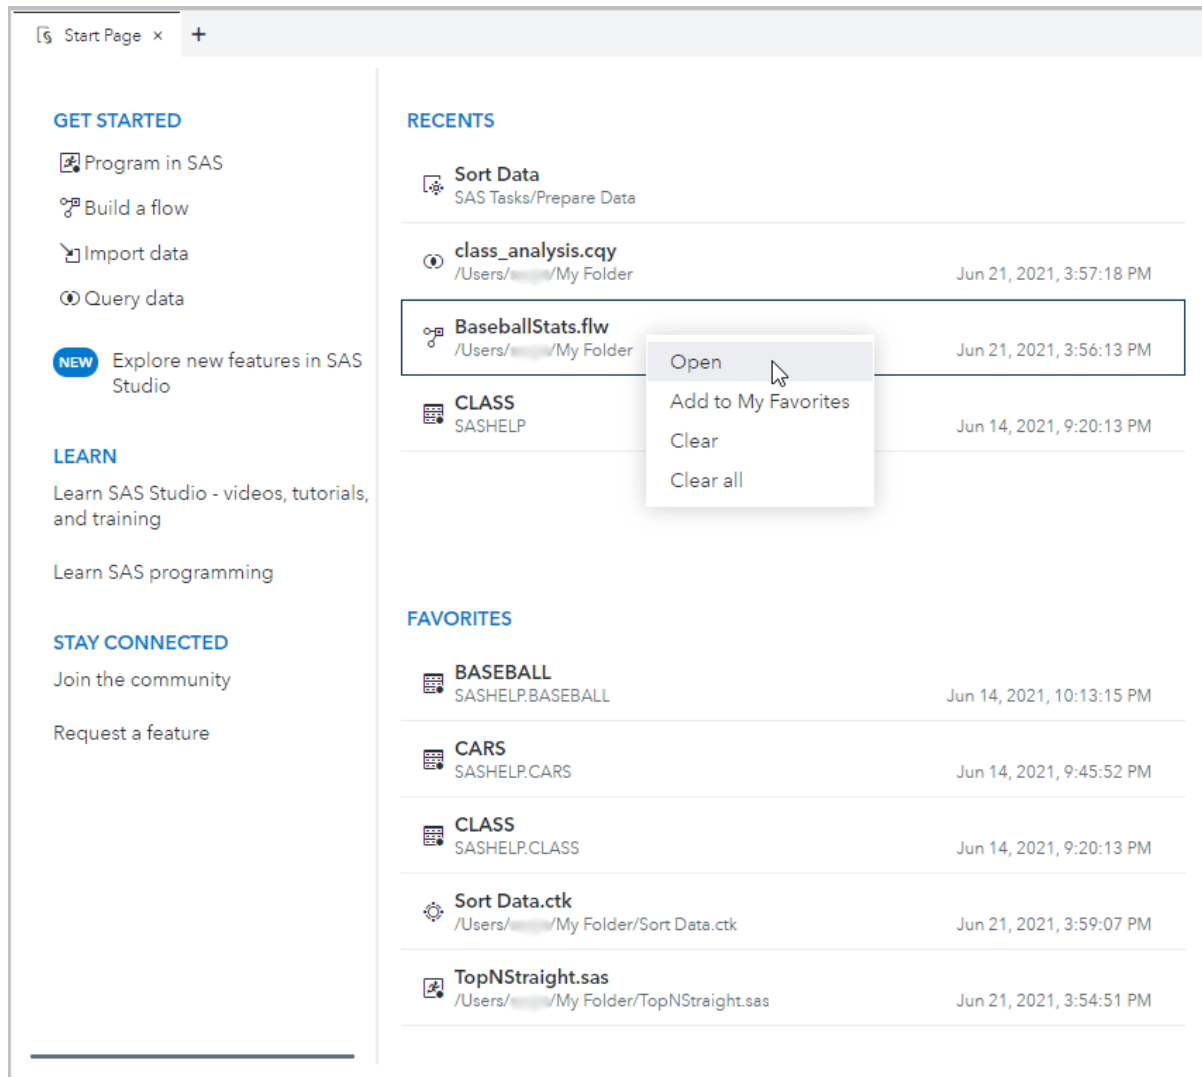 Start Page × +
GET STARTED
Program in SAS
Build a flow
Import data
Query data
NEW Explore new features in SAS
Studio
LEARN
Learn SAS Studio - videos, tutorials,
and training
Learn SAS programming
STAY CONNECTED
Join the community
Request a feature
RECENTS
Sort Data
SAS Tasks/Prepare Data
class_analysis.cqy
/Users/ /My Folder Jun 21, 2021, 3:57:18 PM
BaseballStats.flw
/Users/ /My Folder Jun 21, 2021, 3:56:13 PM
Open
Add to My Favorites
Clear
Clear all
CLASS
SASHELP Jun 14, 2021, 9:20:13 PM
FAVORITES
BASEBALL
SASHELP.BASEBALL Jun 14, 2021, 10:13:15 PM
CARS
SASHELP.CARS Jun 14, 2021, 9:45:52 PM
CLASS
SASHELP.CLASS Jun 14, 2021, 9:20:13 PM
Sort Data.ctk
/Users/ /My Folder/Sort Data.ctk Jun 21, 2021, 3:59:07 PM
TopNStraight.sas
/Users/ /My Folder/TopNStraight.sas Jun 21, 2021, 3:54:51 PM